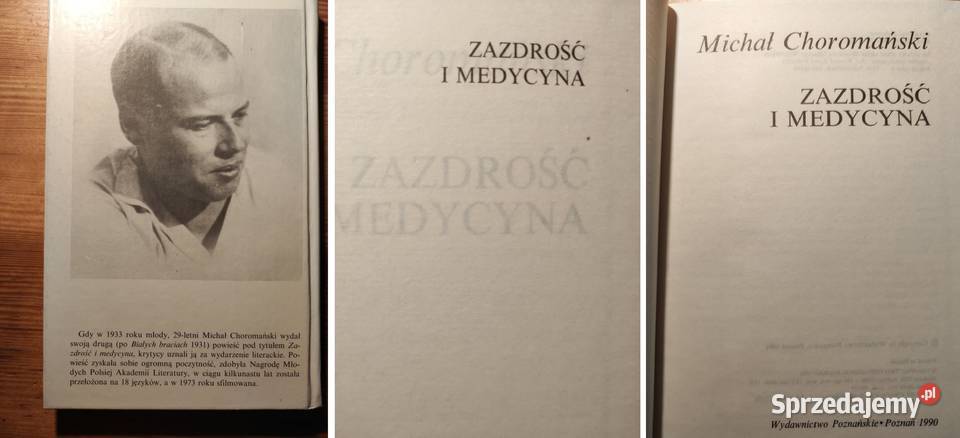 Gdy w 1933 roku młody, 29-letni Michał Choromański wydał
swoją drugą (po Białych braciach 1931) powieść pod tytułem Za-
zdrość i medycyna, krytycy uznali ją za wydarzenie literackie. Po-
wieść zyskała sobie ogromną poczytność, zdobyła Nagrodę Mło-
dych Polskiej Akademii Literatury, w ciągu kilkunastu lat została
przełożona na 18 języków, a w 1973 roku sfilmowana.
ZAZDROŚĆ
I MEDYCYNA
Choromański
ZAZDROŚĆ
MEDYCYNA
Michał Choromański
ZAZDROŚĆ
I MEDYCYNA
Wydawnictwo Poznańskie • Poznań 1990
Sprzedajemy.pl